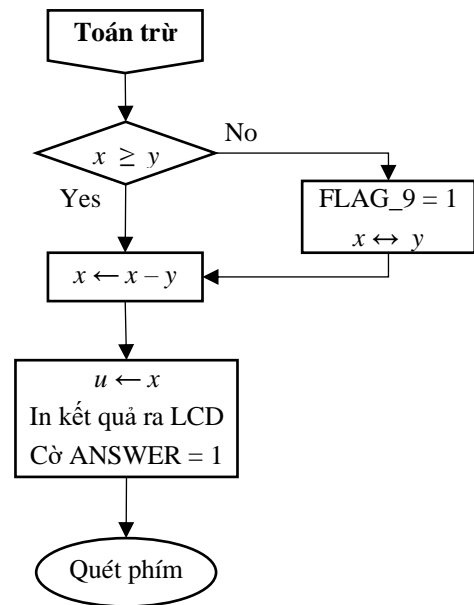 Toán trừ
x ≥ y
No
Yes
FLAG_9 = 1
x ↔ y
x ← x – y
u ← x
In kết quả ra LCD
Cờ ANSWER = 1
Quét phím